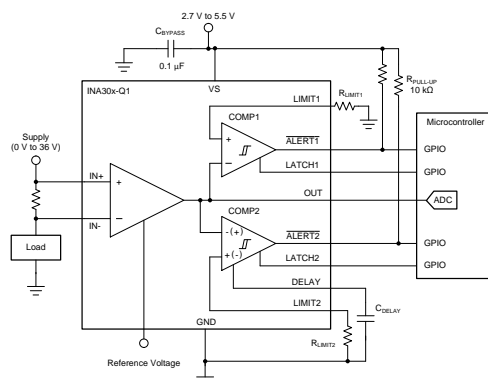 2.7 V to 5.5 V
CBYPASS
0.1 µF
VS
RPULL-UP
10 kΩ
INA30x-Q1
LIMIT1
RLIMIT1
Microcontroller
COMP1
Supply
(0 V to 36 V)
+
ALERT1
GPIO
–
LATCH1
GPIO
IN+
+
OUT
ADC
IN-
–
COMP2
-(+)
ALERT2
GPIO
Load
+(-)
LATCH2
GPIO
DELAY
CDELAY
LIMIT2
GND
RLIMIT2
Reference Voltage